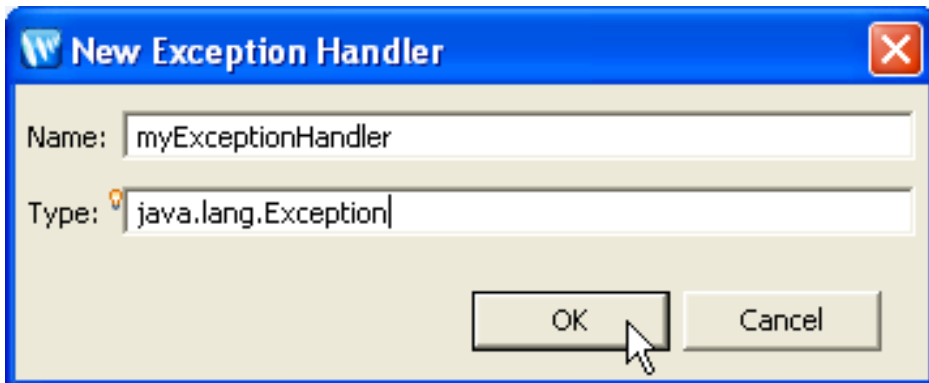 New Exception Handler
Name: myExceptionHandler
Type: java.lang.Exception
OK Cancel